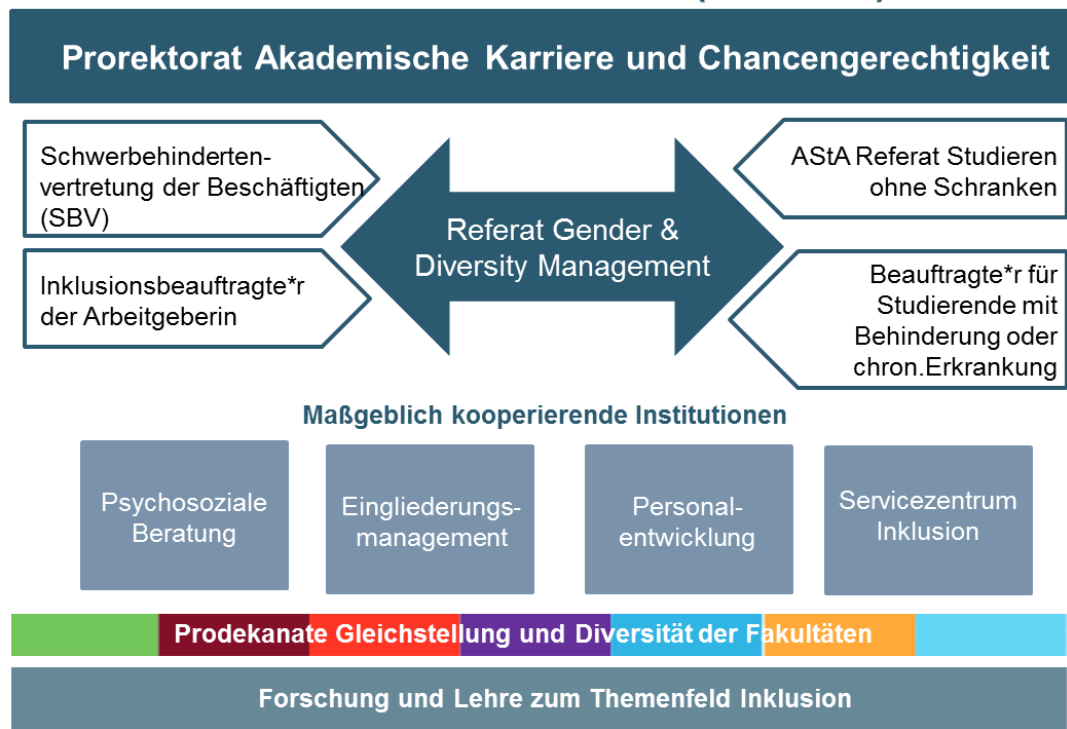 Prorektorat Akademische Karriere und Chancengerechtigkeit
Schwerbehinderten-
vertretung der Beschäftigten
(SBV)
Inklusionsbeauftragte*r
der Arbeitgeberin
Referat Gender &
Diversity Management
AStA Referat Studieren
ohne Schranken
Beauftragte*r für
Studierende mit
Behinderung oder
chron.Erkrankung
Maßgeblich kooperierende Institutionen
Psychosoziale
Beratung
Eingliederungs-
management
Personal-
entwicklung
Servicezentrum
Inklusion
Prodekanate Gleichstellung und Diversität der Fakultäten
Forschung und Lehre zum Themenfeld Inklusion